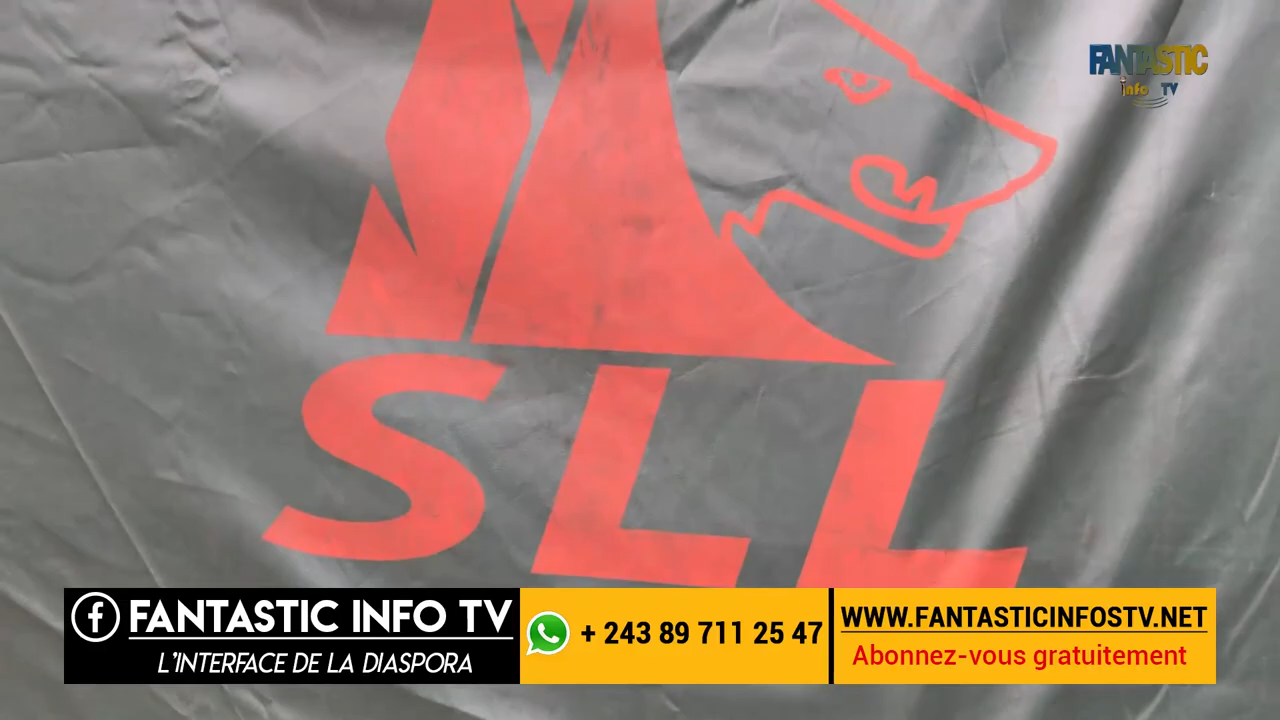 FANTASTIC
info TV
SLL
FANTASTIC INFO TV
L'INTERFACE DE LA DIASPORA
+ 243 89 711 25 47
WWW.FANTASTICINFOSTV.NET
Abonnez-vous gratuitement